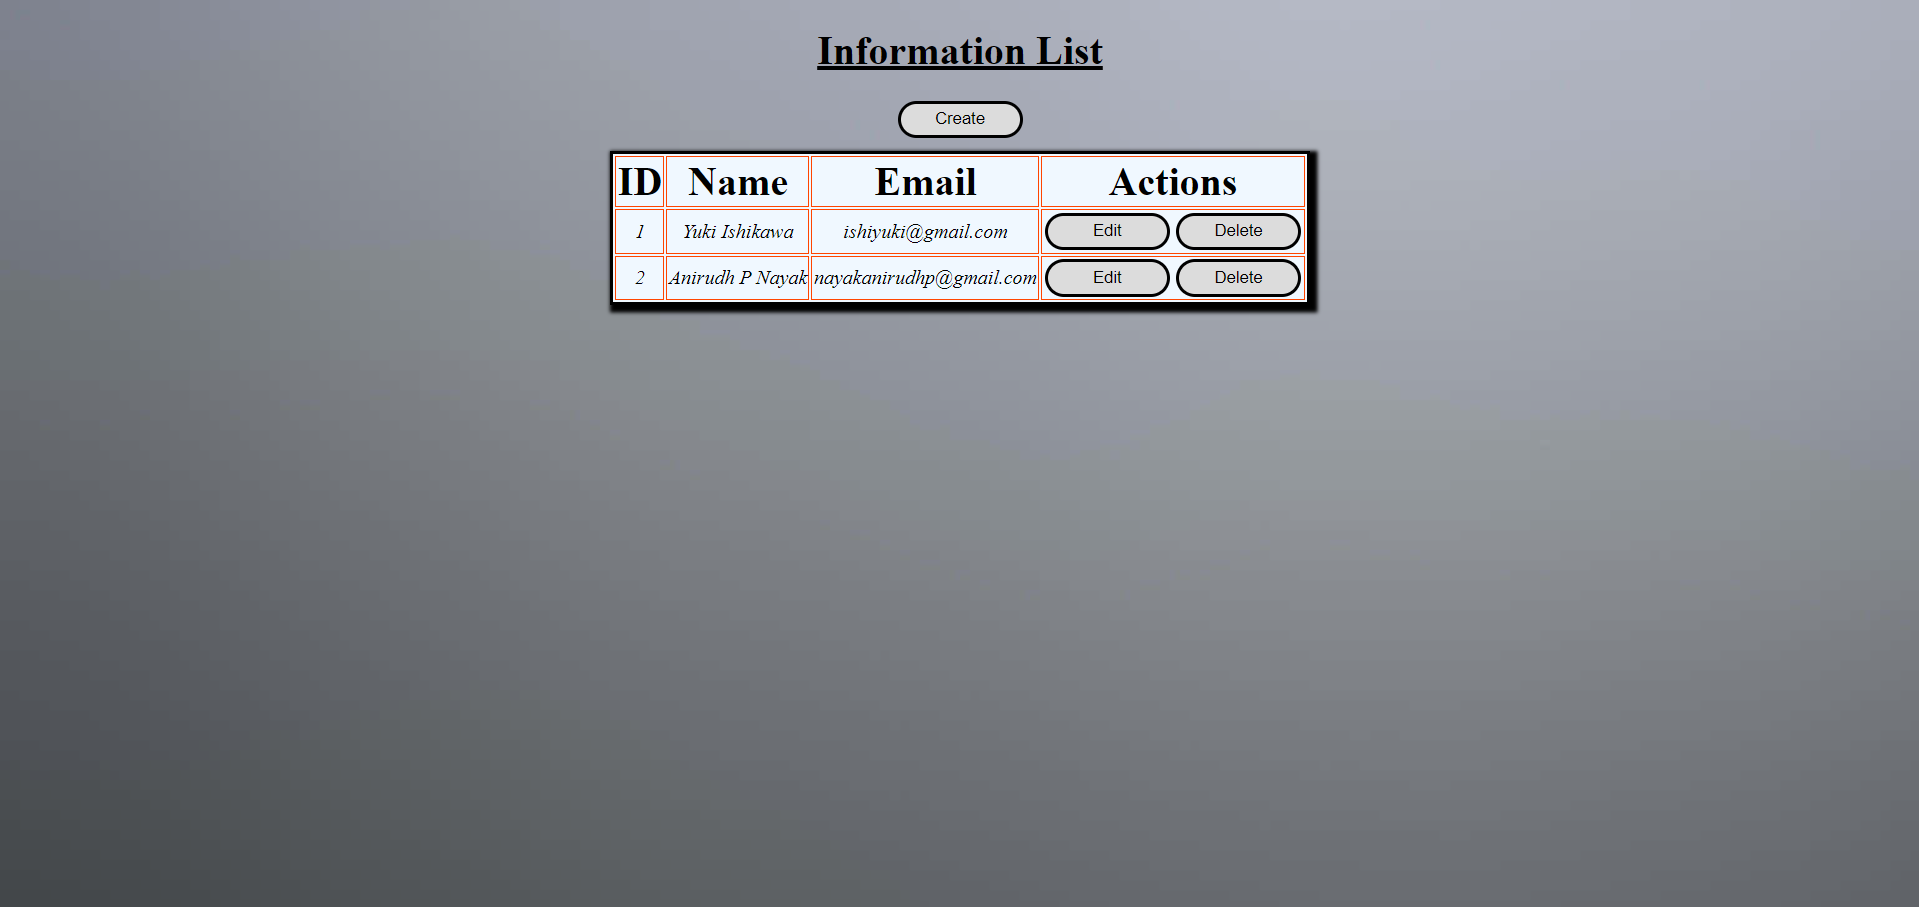 Information List
Create
ID Name Email Actions
1 Yuki Ishikawa ishiyuki@gmail.com Edit Delete
2 Anirudh P Nayak nayakanirudhp@gmail.com Edit Delete